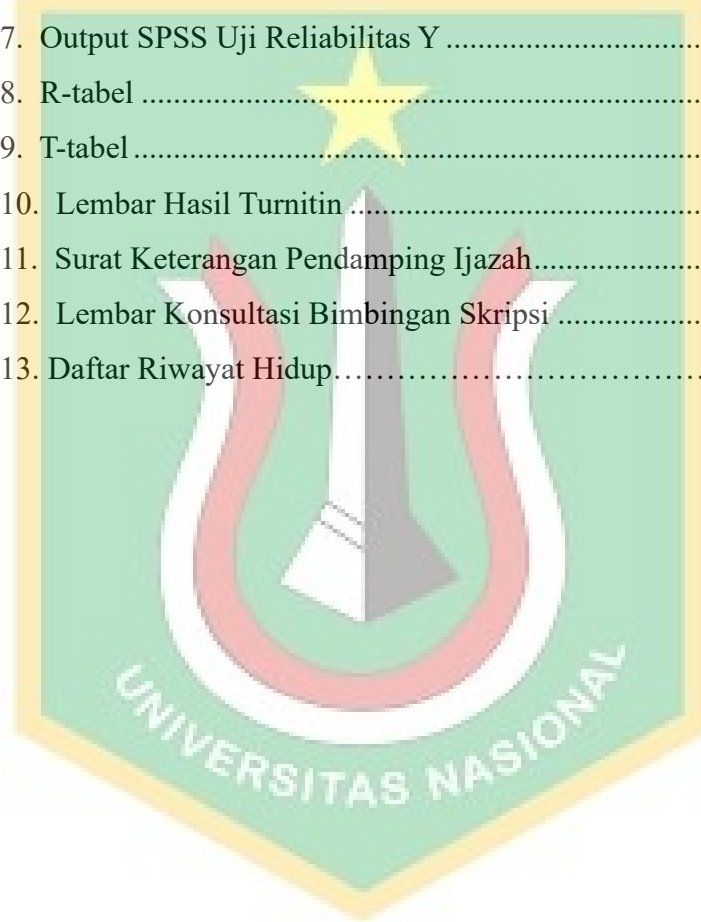 7. Output SPSS Uji Reliabilitas Y ................................
8. R-tabel ......................................................................
9. T-tabel .......................................................................
10. Lembar Hasil Turnitin ............................................
11. Surat Keterangan Pendamping Ijazah.....................
12. Lembar Konsultasi Bimbingan Skripsi ..................
13. Daftar Riwayat Hidup……………………………
UNIVERSITAS NASIONAL